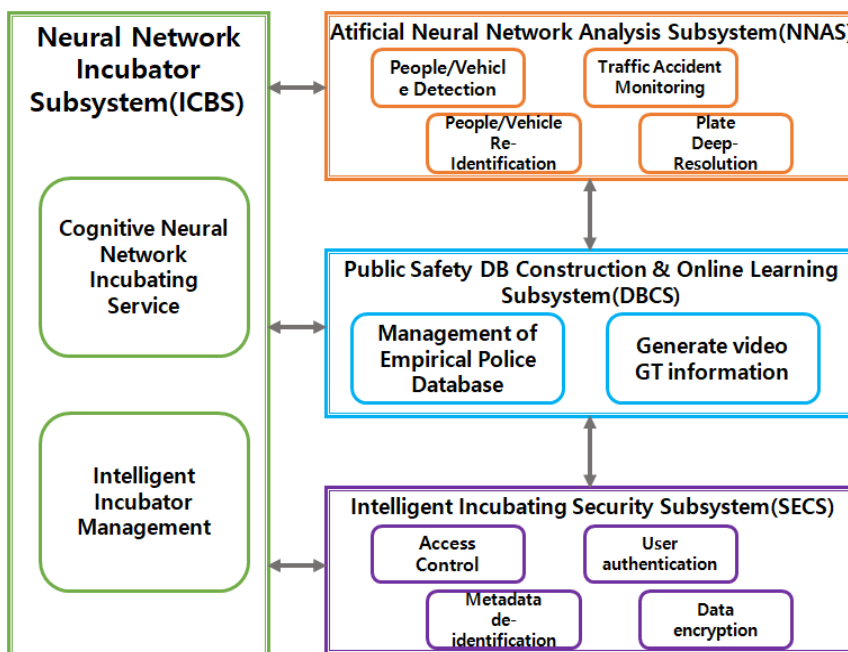 Neural Network
Incubator
Subsystem(ICBS)
Cognitive Neural
Network
Incubating
Service
Intelligent
Incubator
Management
Atificial Neural Network Analysis Subsystem(NNAS)
People/Vehicl
e Detection
Traffic Accident
Monitoring
People/Vehicle
Re-
Identification
Plate
Deep-
Resolution
Public Safety DB Construction & Online Learning
Subsystem(DBCS)
Management of
Empirical Police
Database
Generate video
GT information
Intelligent Incubating Security Subsystem(SECS)
Access
Control
User
authentication
Metadata
de-
identification
Data
encryption